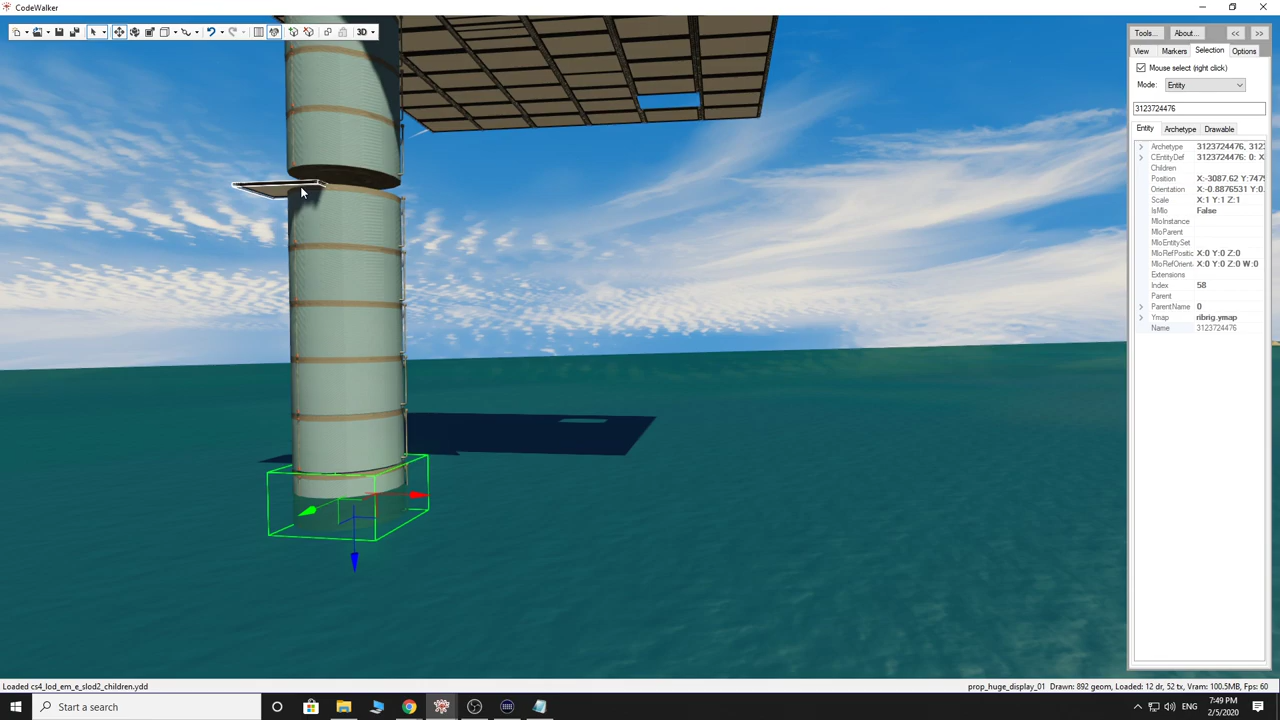 CodeWalker
3D
Tools... About... << >>
View Markers Selection Options
Mouse select (right click)
Mode: Entity
3123724476
Entity Archetype Drawable
Archetype 3123724476, 312
CEntityDef 3123724476: 0: X
Children
Position X:-3087.62 Y:747
Orientation X:-0.8876531 Y:0.
Scale X:1 Y:1 Z:1
IsMlo False
MloInstance
MloParent
MloEntitySet
MloRefPositic X:0 Y:0 Z:0
MloRefOrient. X:0 Y:0 Z:0 W:0
Extensions
Index 58
Parent
ParentName 0
Ymap ribrig.ymap
Name 3123724476
Loaded cs4_lod_em_e_slod2_children.ydd
prop_huge_display_01 Drawn: 892 geom, Loaded: 12 dr, 52 tx, Vram: 100.5MB, Fps: 60
Start a search
ENG
7:49 PM
2/5/2020